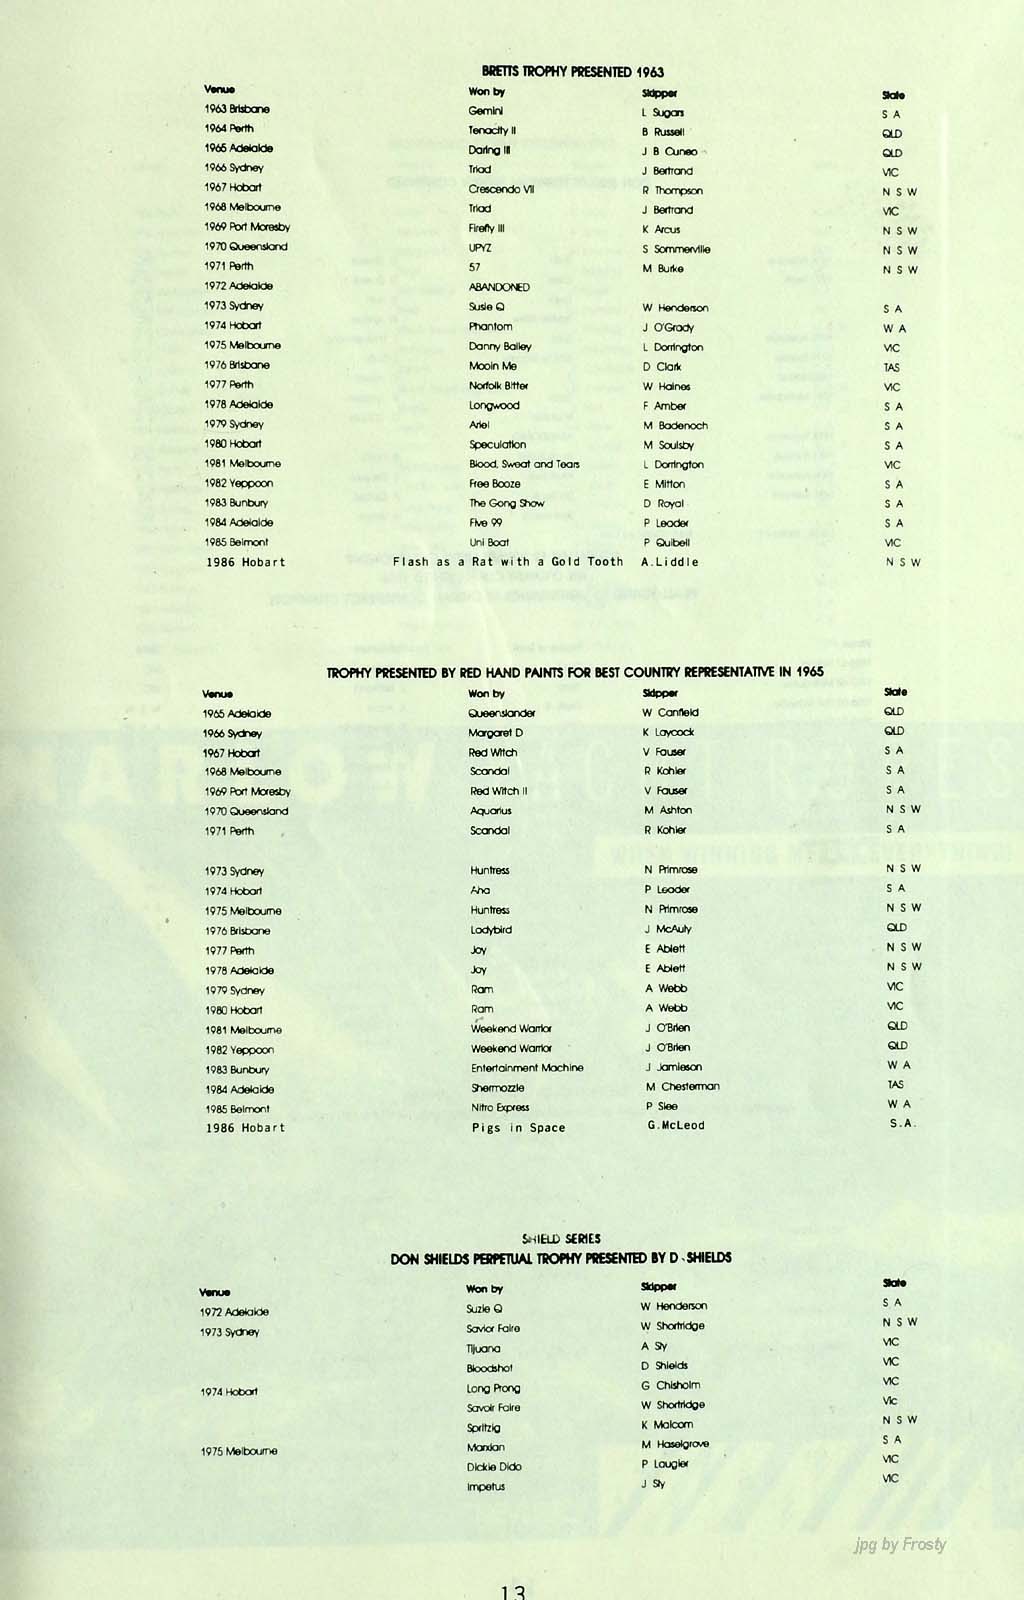 BRETTS TROPHY PRESENTED 1963
Venue Won by Skipper State
1963 Brisbane Gemini L Sugars S A
1964 Perth Tenacity II B Russell QLD
1965 Adelaide Daring III J B Cuneo QLD
1966 Sydney Triad J Bertrand VIC
1967 Hobart Crescendo VII R Thompson N S W
1968 Melbourne Triad J Bertrand VIC
1969 Port Moresby Firefly III K Arcus N S W
1970 Queensland UPYZ S Sommerville N S W
1971 Perth 57 M Burke N S W
1972 Adelaide ABANDONED
1973 Sydney Susie Q W Henderson S A
1974 Hobart Phantom J O'Grady W A
1975 Melbourne Danny Bailey L Dorrington VIC
1976 Brisbane Mooin Me D Clark TAS
1977 Perth Norfolk Bitter W Haines VIC
1978 Adelaide Longwood F Amber S A
1979 Sydney Ariel M Badenoch S A
1980 Hobart Speculation M Soulsby S A
1981 Melbourne Blood, Sweat and Tears L Dorrington VIC
1982 Yeppoon Free Booze E Mitton S A
1983 Bunbury The Gong Show D Royal S A
1984 Adelaide Five 99 P Leader S A
1985 Belmont Uni Boat P Quibell VIC
1986 Hobart Flash as a Rat with a Gold Tooth A.Liddle N S W
TROPHY PRESENTED BY RED HAND PAINTS FOR BEST COUNTRY REPRESENTATIVE IN 1965
Venue Won by Skipper State
1965 Adelaide Queenslander W Canfield QLD
1966 Sydney Margaret D K Laycock QLD
1967 Hobart Red Witch V Fauser S A
1968 Melbourne Scandal R Kohler S A
1969 Port Moresby Red Witch II V Fauser S A
1970 Queensland Aquarius M Ashton N S W
1971 Perth Scandal R Kohler S A
1973 Sydney Huntress N Primrose N S W
1974 Hobart Aha P Leader S A
1975 Melbourne Huntress N Primrose N S W
1976 Brisbane Ladybird J McAuly QLD
1977 Perth Joy E Ablett N S W
1978 Adelaide Joy E Ablett N S W
1979 Sydney Ram A Webb VIC
1980 Hobart Ram A Webb VIC
1981 Melbourne Weekend Warrior J O'Brien QLD
1982 Yeppoon Weekend Warrior J O'Brien QLD
1983 Bunbury Entertainment Machine J Jamieson W A
1984 Adelaide Shermozzle M Chesterman TAS
1985 Belmont Nitro Express P Slee W A
1986 Hobart Pigs in Space G.McLeod S.A.
SHIELD SERIES
DON SHIELDS PERPETUAL TROPHY PRESENTED BY D. SHIELDS
Venue Won by Skipper State
1972 Adelaide Suzie Q W Henderson S A
1973 Sydney Savior Faire W Shortridge N S W
Tijuana A Sly VIC
Bloodshot D Shields VIC
1974 Hobart Long Prong G Chisholm VIC
Savoir Faire W Shortridge Vic
Spritzig K Malcom N S W
1975 Melbourne Marxian M Haselgrove S A
Dickie Dido P Laugier VIC
Impetus J Sly VIC
jpg by Frosty
13